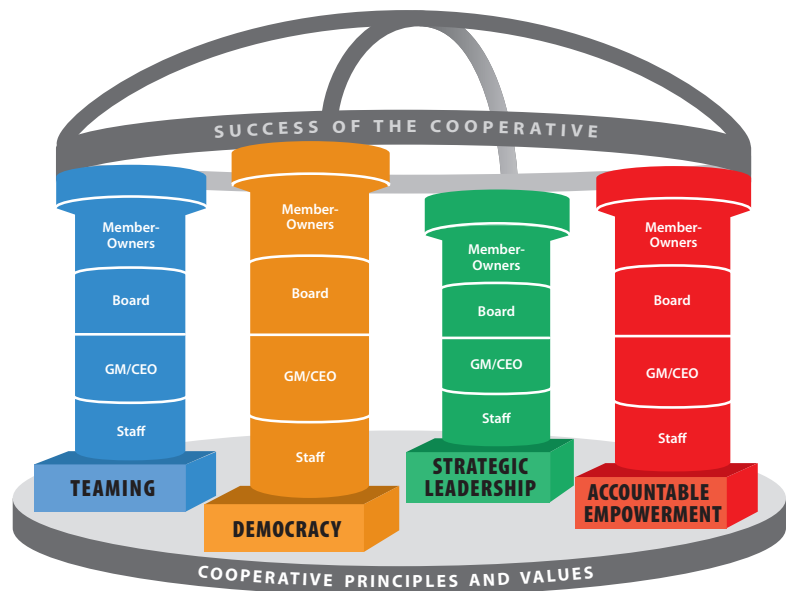 SUCCESS OF THE COOPERATIVE
Member-
Owners
Board
GM/CEO
Staff
TEAMING
Member-
Owners
Board
GM/CEO
Staff
DEMOCRACY
Member-
Owners
Board
GM/CEO
Staff
STRATEGIC
LEADERSHIP
Member-
Owners
Board
GM/CEO
Staff
ACCOUNTABLE
EMPOWERMENT
COOPERATIVE PRINCIPLES AND VALUES